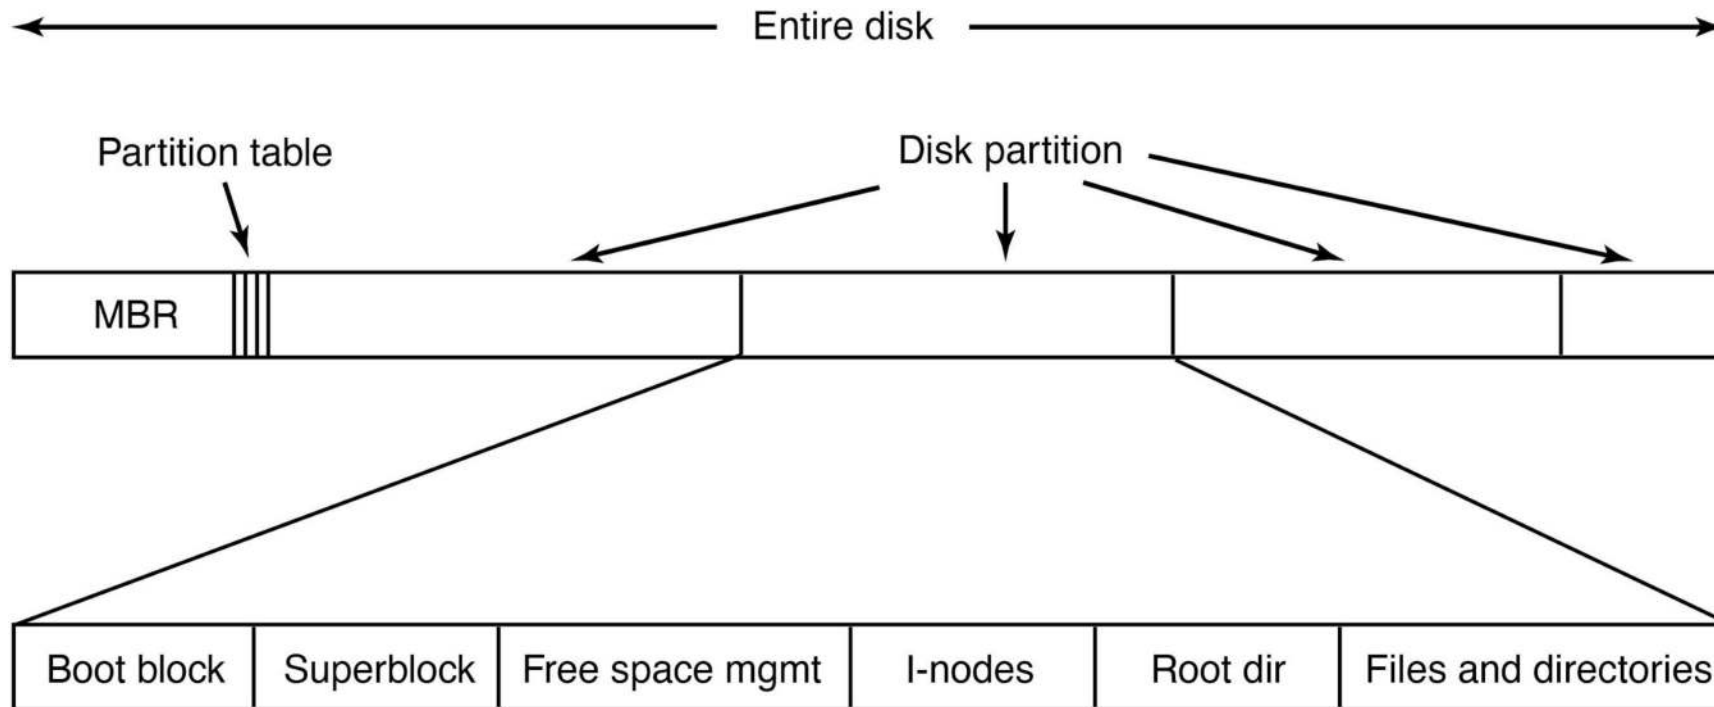 Entire disk
Partition table
Disk partition
MBR
Boot block
Superblock
Free space mgmt
I-nodes
Root dir
Files and directories